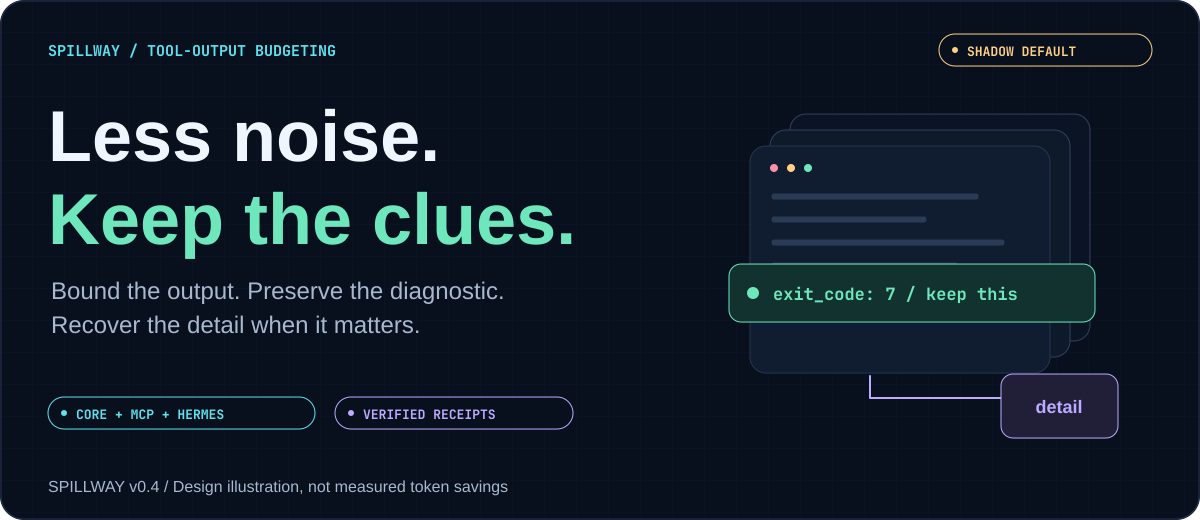 SPILLWAY / TOOL-OUTPUT BUDGETING
SHADOW DEFAULT
Less noise.
Keep the clues.
Bound the output. Preserve the diagnostic.
Recover the detail when it matters.
exit_code: 7 / keep this
detail
CORE + MCP + HERMES
VERIFIED RECEIPTS
SPILLWAY v0.4 / Design illustration, not measured token savings